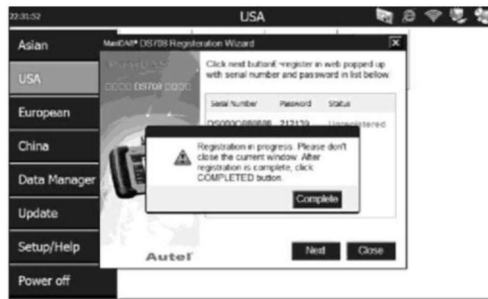 22:31:52
USA
Asian
USA
European
China
Data Manager
Update
Setup/Help
Power off
MaxiDAS® DS708 Registeration Wizard
X
DS708
Click next button, register in web popped up
with serial number and password in list below
Serial Number Password Status
212139 Unregistered
Registration in progress. Please don't
close the current window. After
registration is complete, click
COMPLETED button.
Complete
Autel
Next
Close